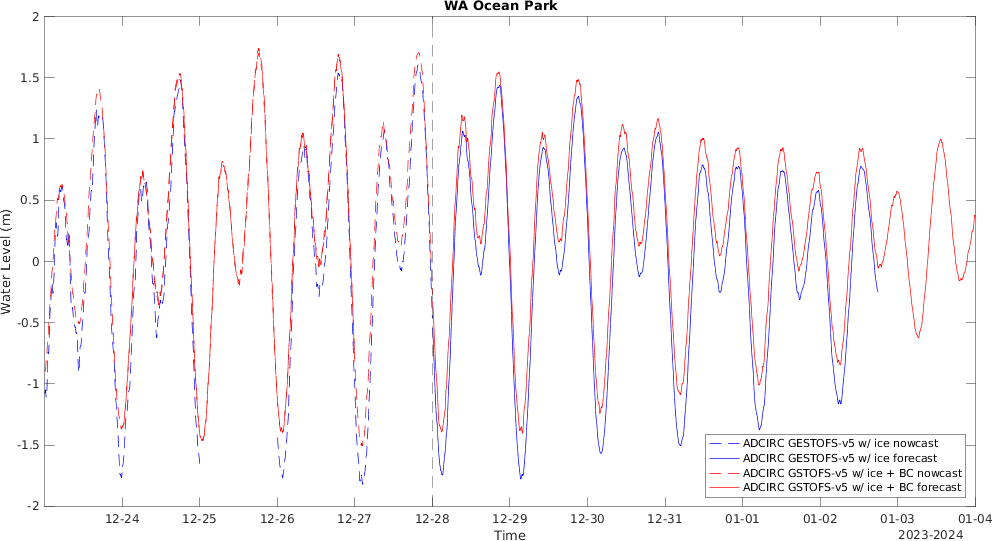 WA Ocean Park
2
1.5
1
0.5
0
-0.5
-1
-1.5
-2
Water Level (m)
12-24 12-25 12-26 12-27 12-28 12-29 12-30 12-31 01-01 01-02 01-03 01-04
Time
2023-2024
ADCIRC GESTOFS-v5 w/ ice nowcast
ADCIRC GESTOFS-v5 w/ ice forecast
ADCIRC GSTOFS-v5 w/ ice + BC nowcast
ADCIRC GSTOFS-v5 w/ ice + BC forecast